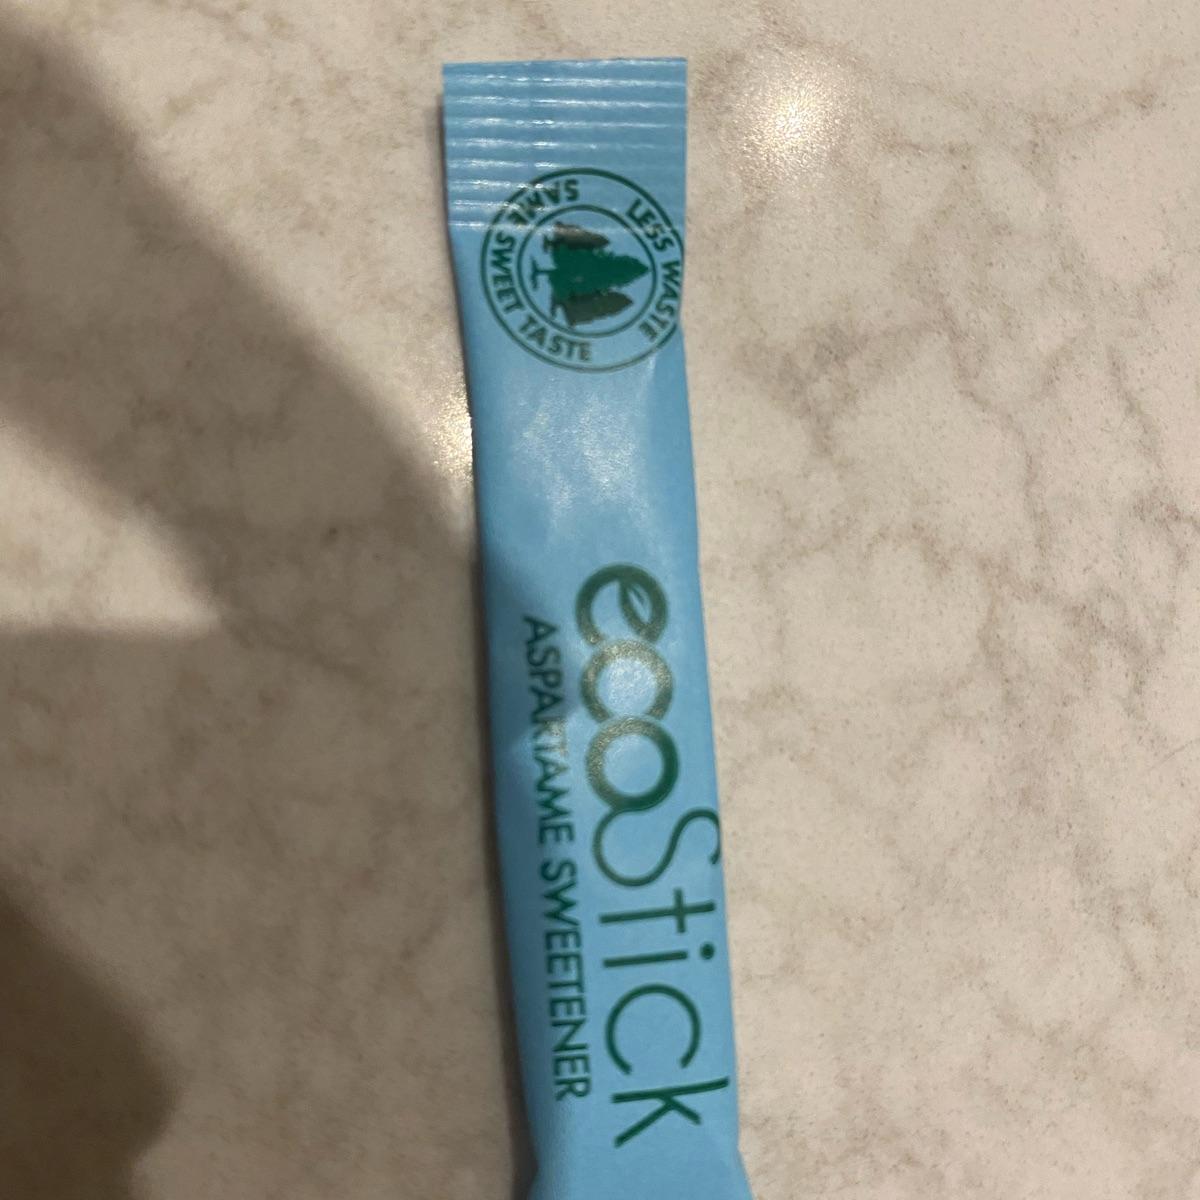 SAME SWEET TASTE
LESS WASTE
ecoStick
ASPARTAME SWEETENER